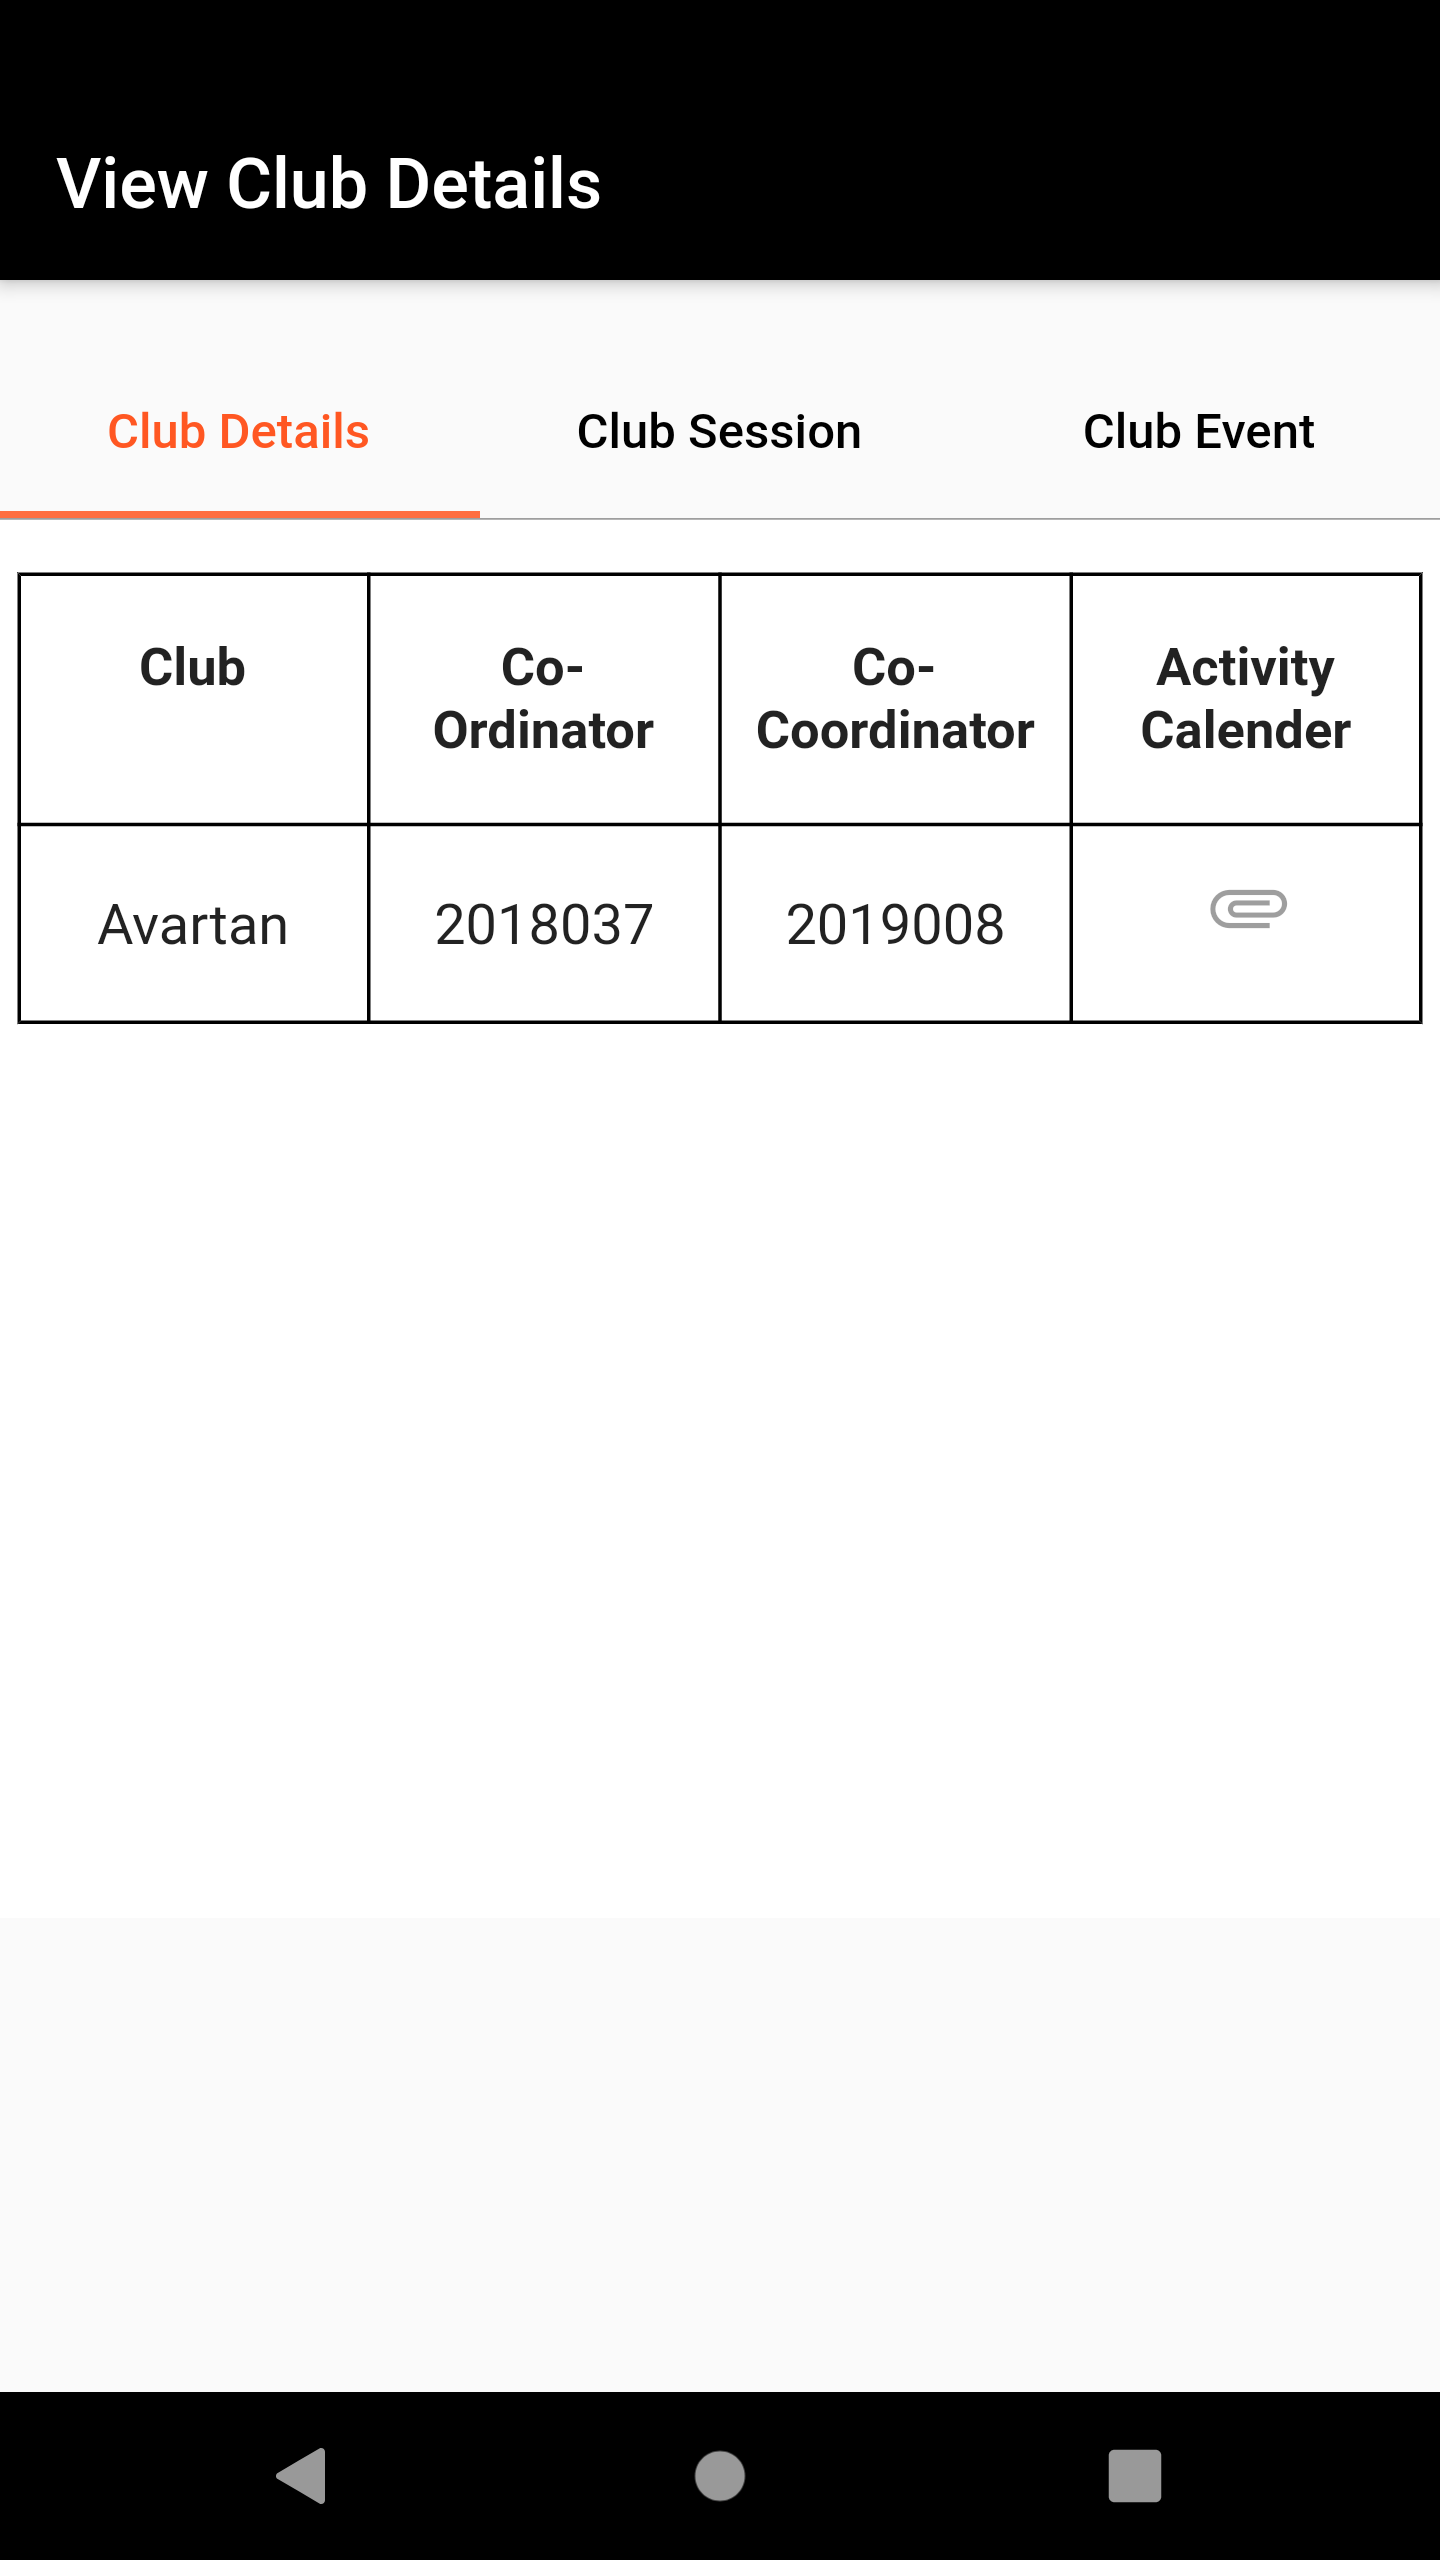 View Club Details
Club Details Club Session Club Event
Club Co- Co- Activity
Ordinator Coordinator Calender
Avartan 2018037 2019008